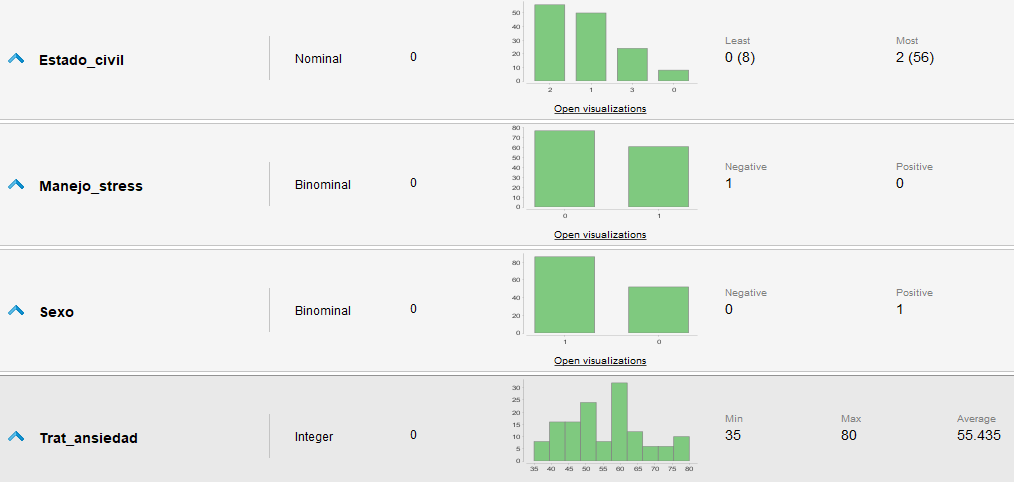 Estado_civil
Nominal
0
50
40
30
20
10
0
2 1 3 0
Open visualizations
Least
0 (8)
Most
2 (56)
Manejo_stress
Binominal
0
80
70
60
50
40
30
20
10
0
0 1
Open visualizations
Negative
1
Positive
0
Sexo
Binominal
0
80
60
40
20
0
1 0
Open visualizations
Negative
0
Positive
1
Trat_ansiedad
Integer
0
30
25
20
15
10
5
0
35 40 45 50 55 60 65 70 75 80
Min
35
Max
80
Average
55.435